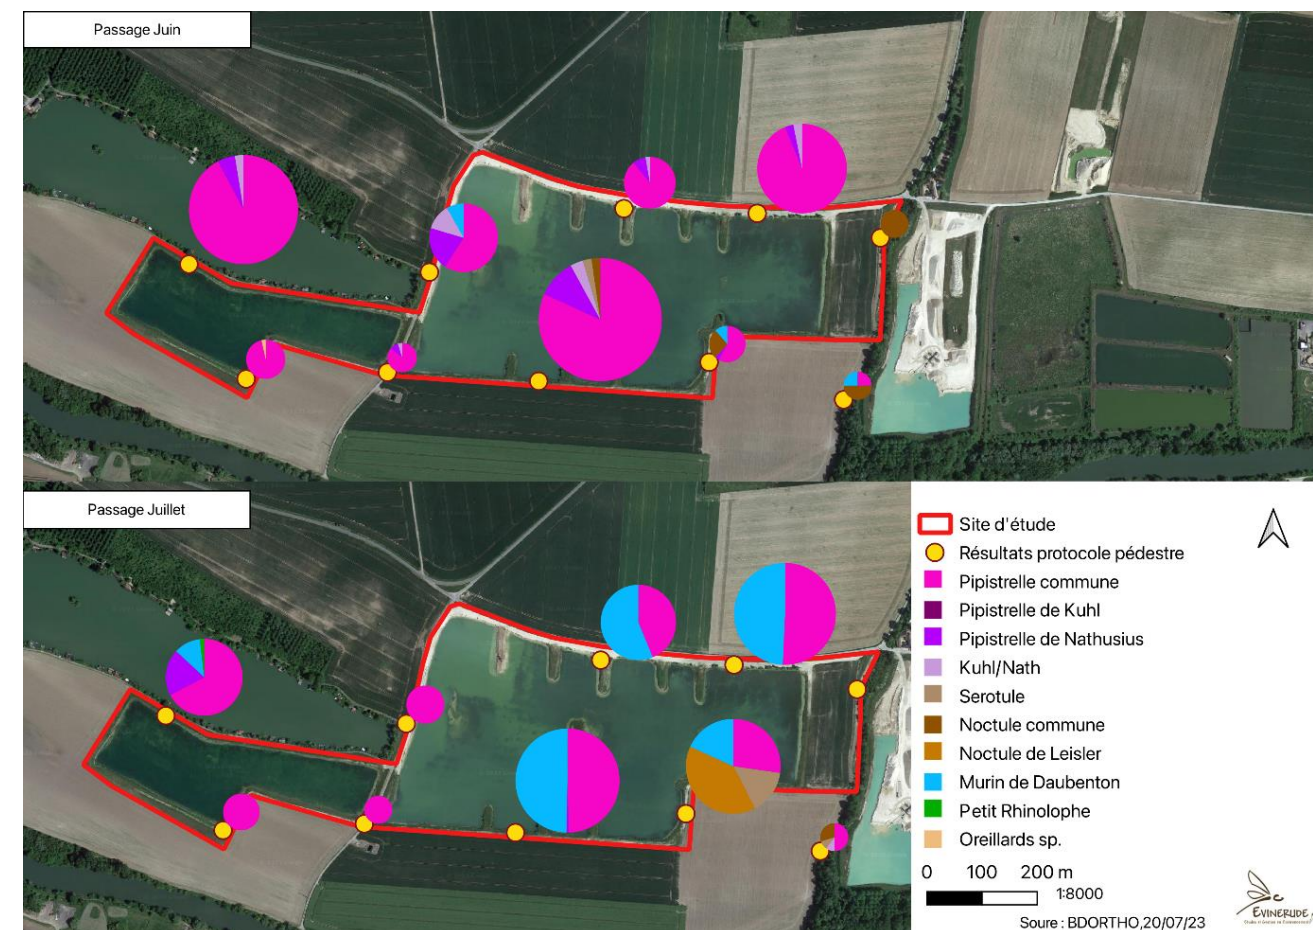 Passage Juin
Passage Juillet
Site d'étude
Résultats protocole pédestre
Pipistrelle commune
Pipistrelle de Kuhl
Pipistrelle de Nathusius
Kuhl/Nath
Serotule
Noctule commune
Noctule de Leisler
Murin de Daubenton
Petit Rhinolophe
Oreillards sp.
0 100 200 m
1:8000
Soure : BDORTHO,20/07/23
EVINERUDE